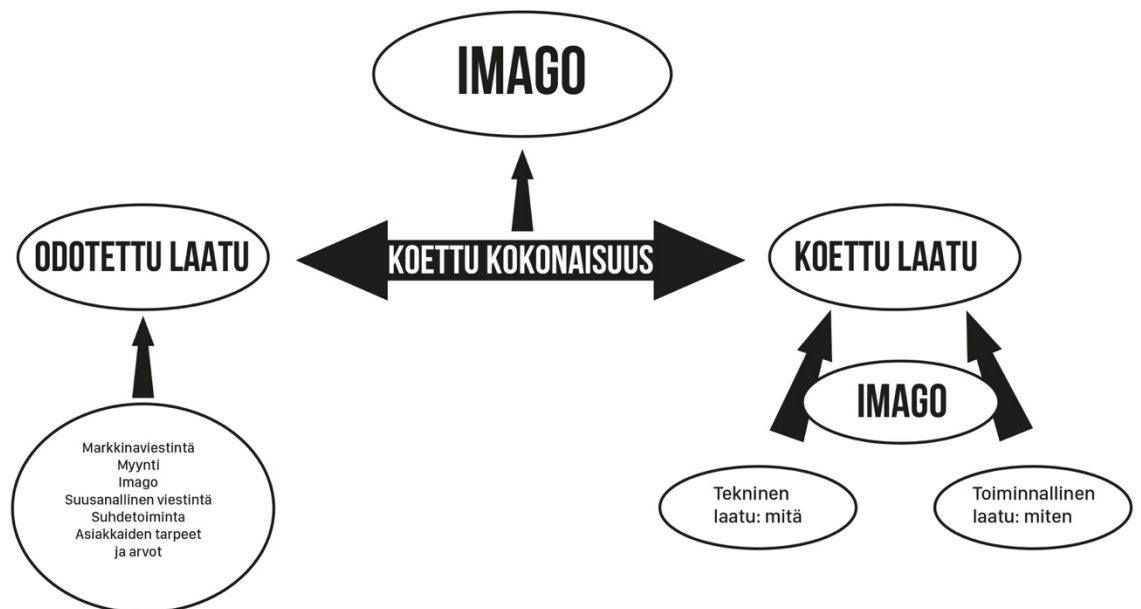 IMAGO
ODOTETTU LAATU
KOETTU KOKONAISUUS
KOETTU LAATU
IMAGO
Markkinaviestintä
Myynti
Imago
Suusanallinen viestintä
Suhdetoiminta
Asiakkaiden tarpeet
ja arvot
Tekninen
laatu: mitä
Toiminnallinen
laatu: miten